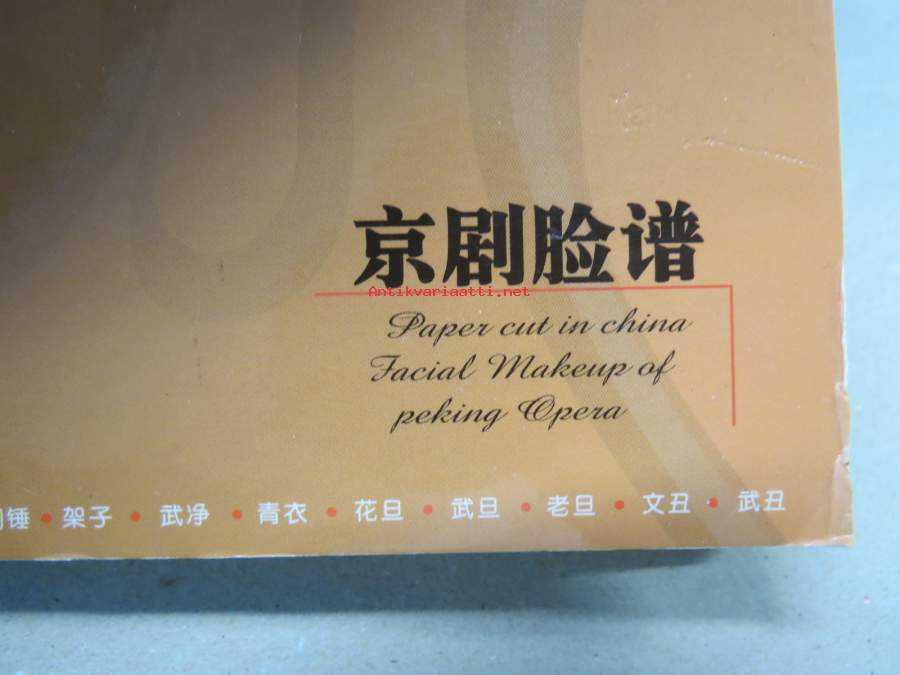 京剧脸谱
Antikvariaatti.net
Paper cut in china
Facial Makeup of
peking Opera
锤 • 架子 • 武净 • 青衣 • 花旦 • 武旦 • 老旦 • 文丑 • 武丑